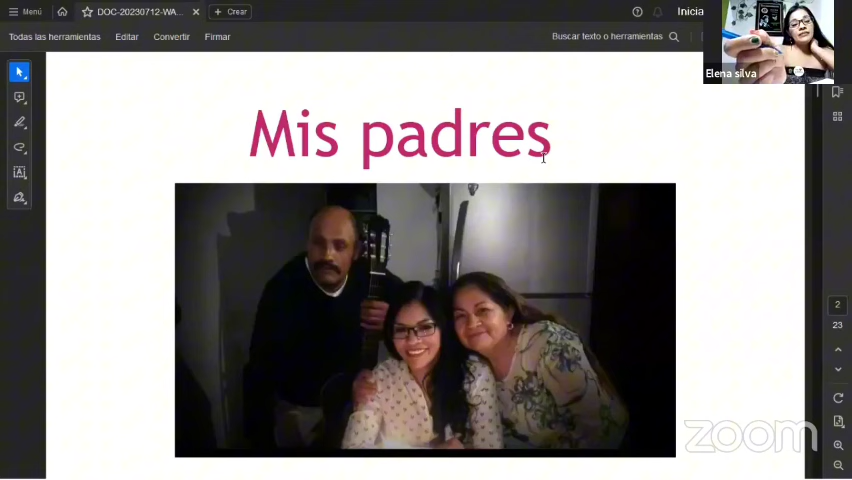 Menú
DOC-20230712-WA...
Crear
Inicia
Todas las herramientas
Editar
Convertir
Firmar
Buscar texto o herramientas
Elena silva
Mis padres
2
23
zoom